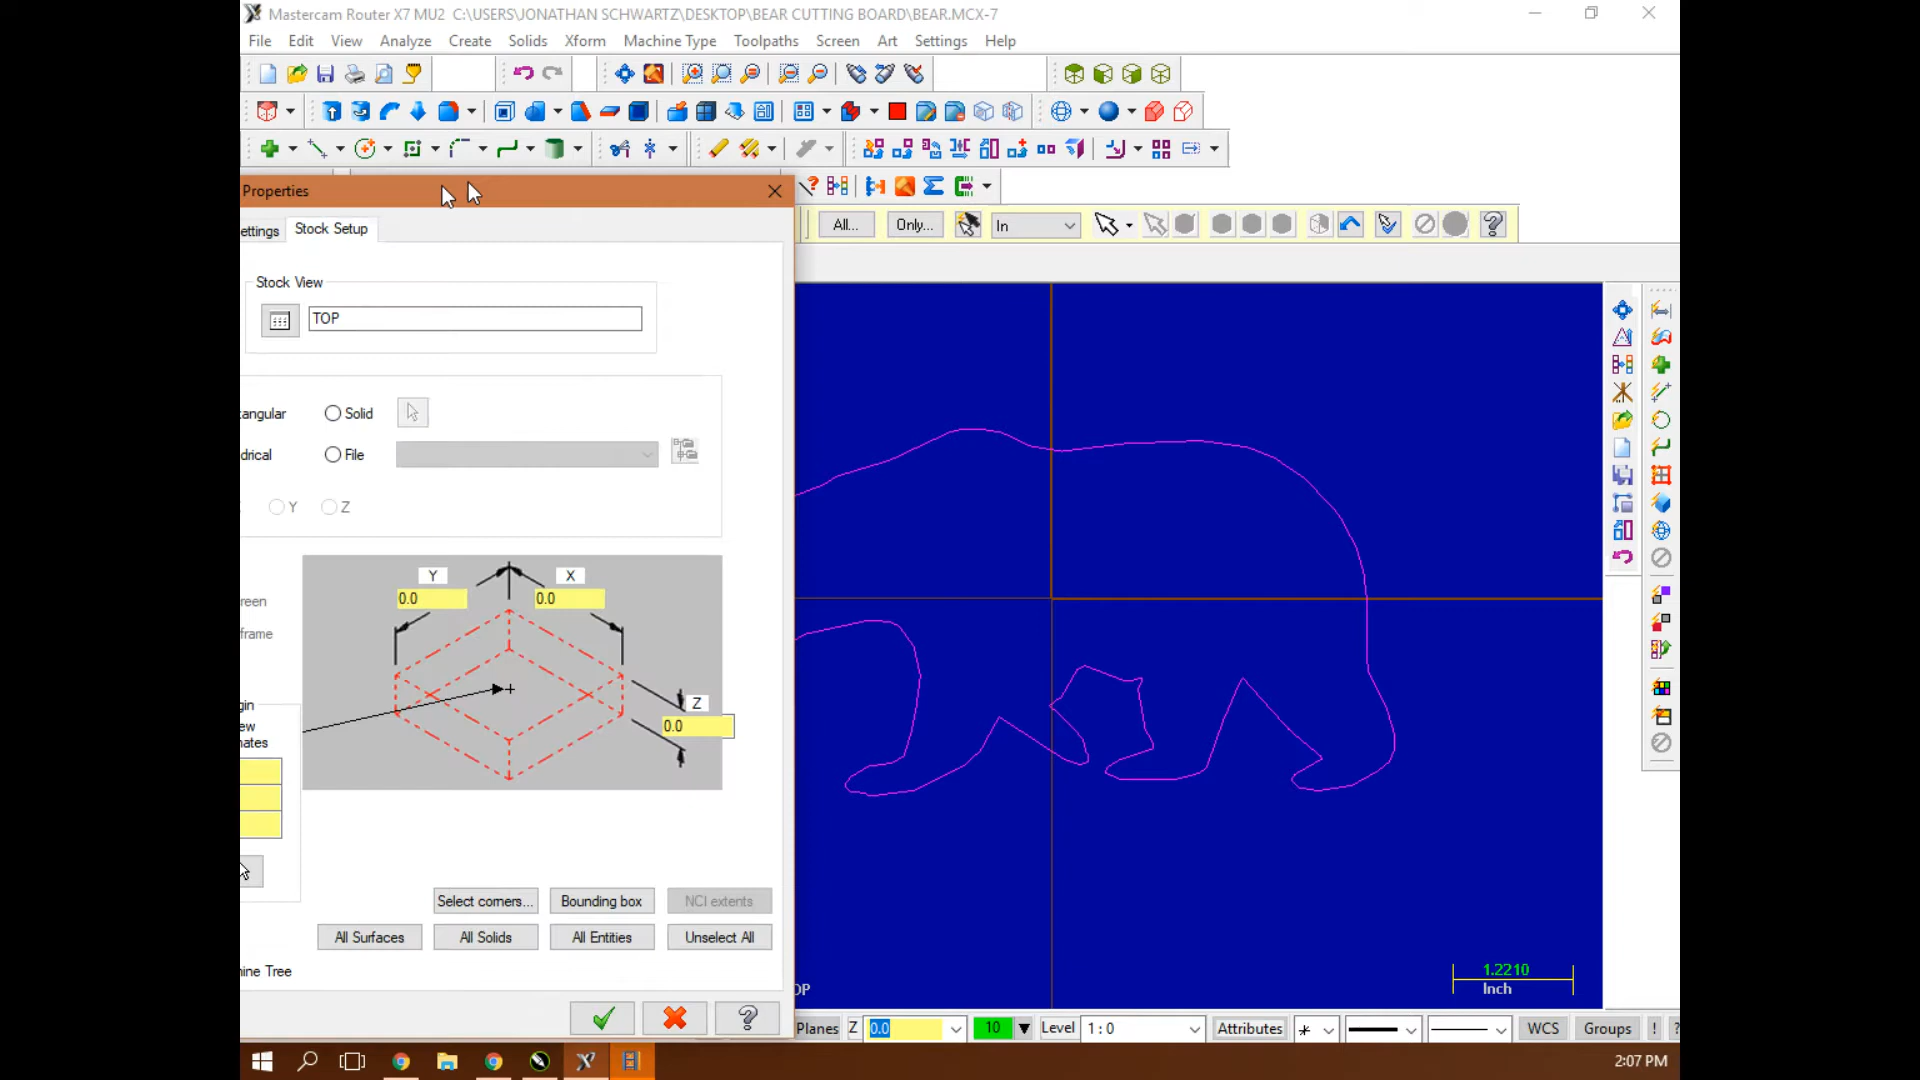 Mastercam Router X7 MU2 C:\USERS\JONATHAN SCHWARTZ\DESKTOP\BEAR CUTTING BOARD\BEAR.MCX-7
File Edit View Analyze Create Solids Xform Machine Type Toolpaths Screen Art Settings Help
Properties
All... Only... In
ettings Stock Setup
Stock View
TOP
angular Solid
drical File
Y Z
Y X
0.0 0.0
reen
frame
Z
gin
0.0
ew
nates
Select corners... Bounding box NCI extents
All Surfaces All Solids All Entities Unselect All
nine Tree
1.2210
Inch
OP
Planes Z 0.0 10 Level 1 : 0 Attributes WCS Groups ! ?
2:07 PM